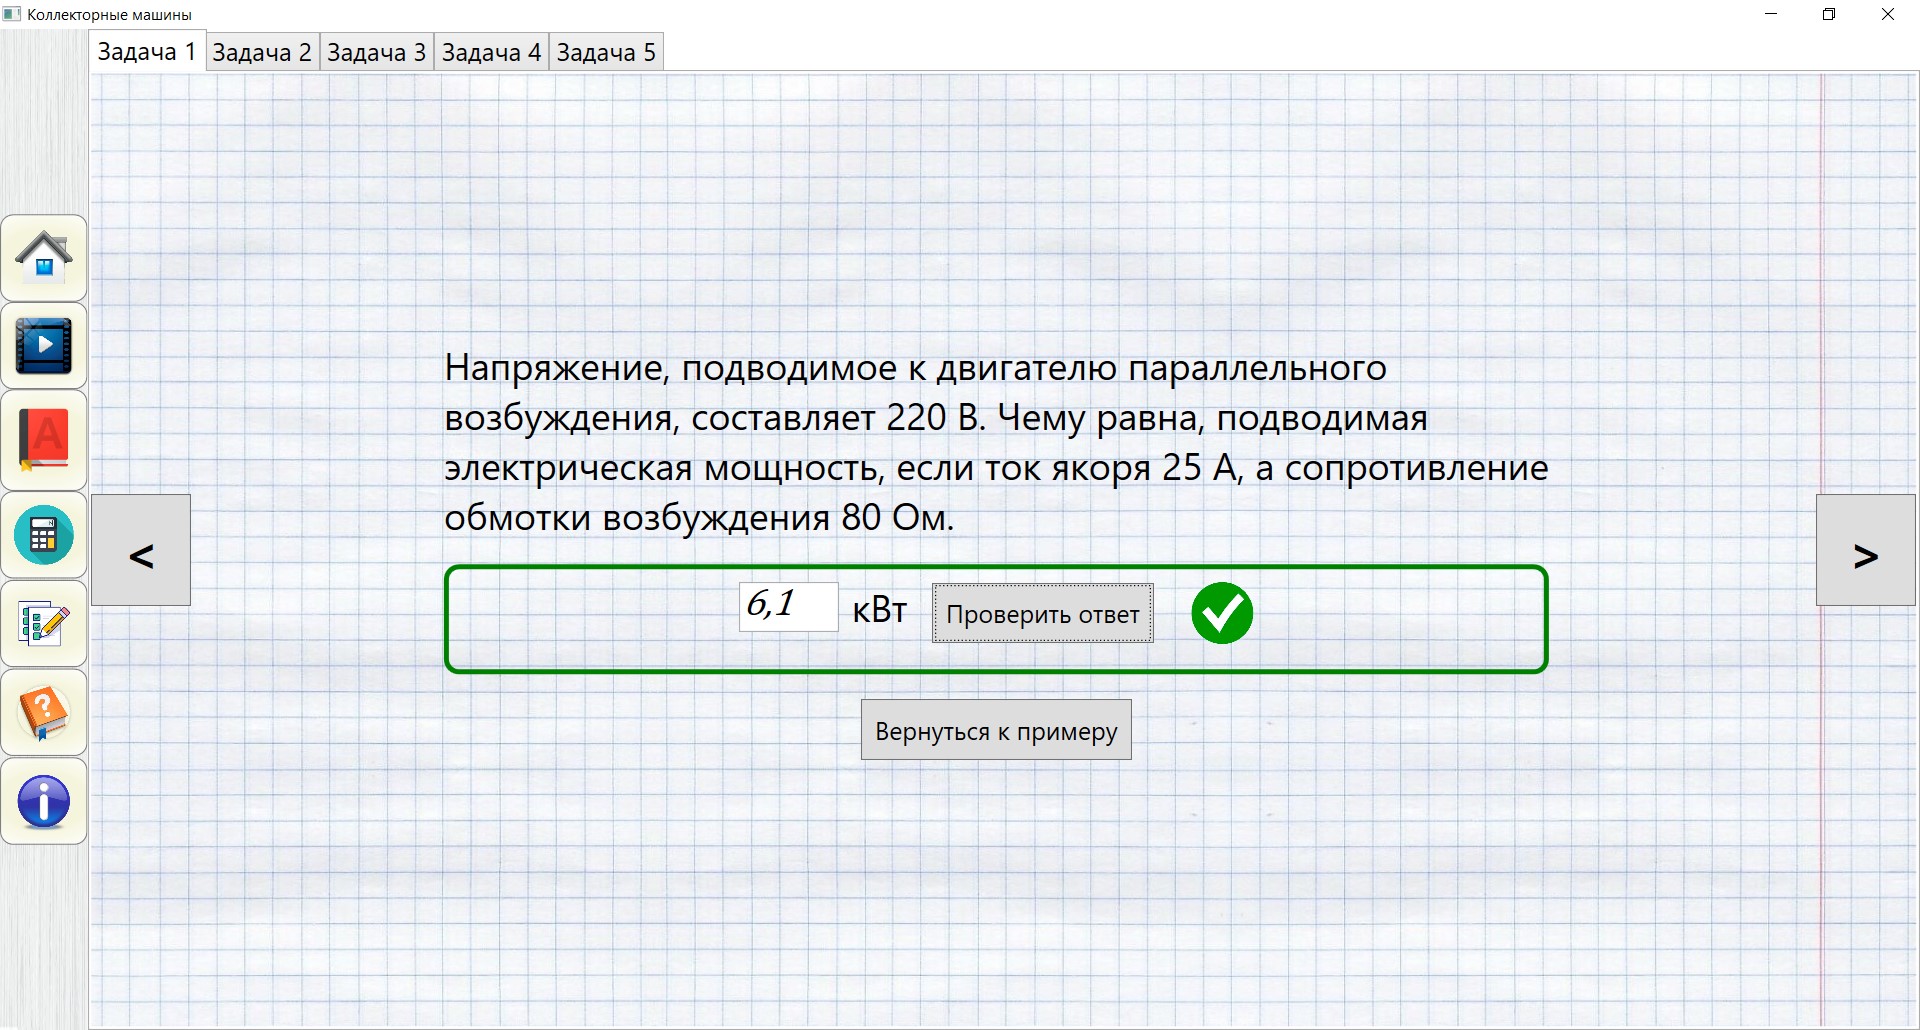 Коллекторные машины
Задача 1 Задача 2 Задача 3 Задача 4 Задача 5
Напряжение, подводимое к двигателю параллельного
возбуждения, составляет 220 В. Чему равна, подводимая
электрическая мощность, если ток якоря 25 А, а сопротивление
обмотки возбуждения 80 Ом.
< >
6,1 кВт Проверить ответ
Вернуться к примеру